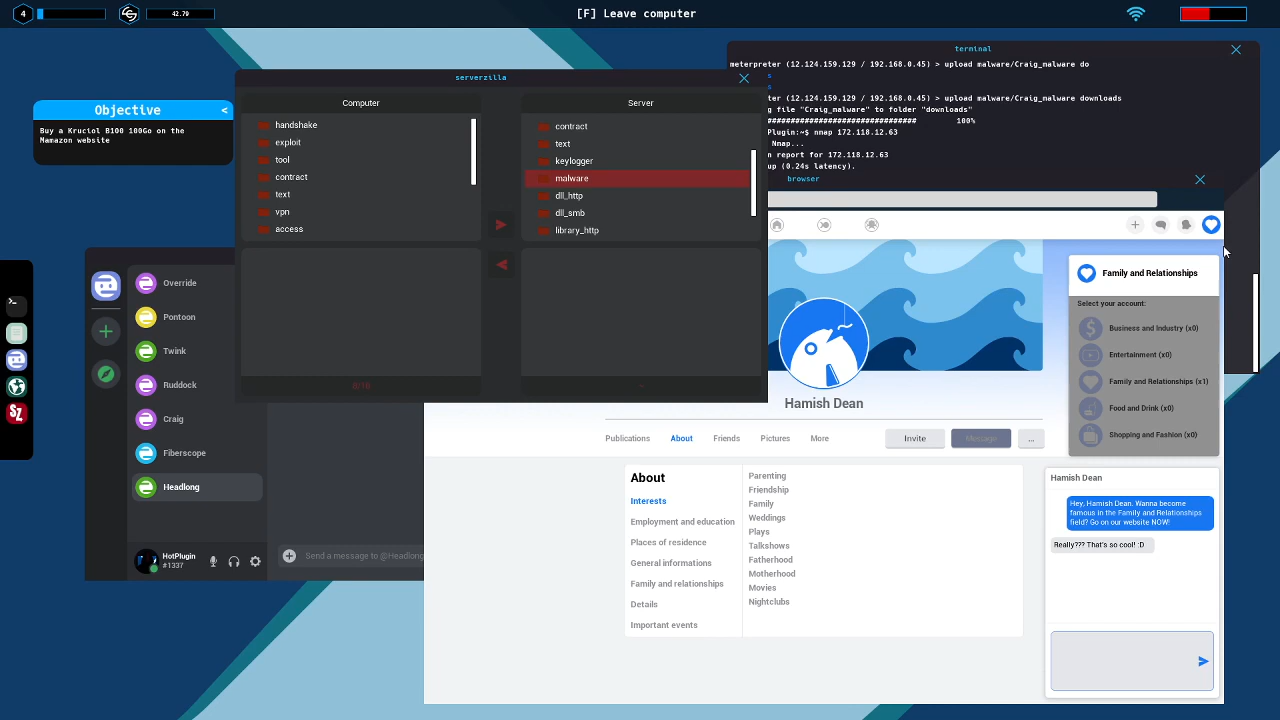 4
42.79
[F] Leave computer
Objective
<
Buy a Kruciol B100 100Go on the
Mamazon website
serverzilla
Computer
handshake
exploit
tool
contract
text
vpn
access
Server
contract
text
keylogger
malware
dll_http
dll_smb
library_http
terminal
meterpreter (12.124.159.129 / 192.168.0.45) > upload malware/Craig_malware do
s
s
ter (12.124.159.129 / 192.168.0.45) > upload malware/Craig_malware downloads
g file "Craig_malware" to folder "downloads"
############################### 100%
Plugin:~$ nmap 172.118.12.63
Nmap...
n report for 172.118.12.63
up (0.24s latency).
browser
Override
Pontoon
Twink
Ruddock
Craig
Fiberscope
Headlong
HotPlugin
#1337
Send a message to @Headlong
SZ
Hamish Dean
Publications
About
Friends
Pictures
More
Invite
Message
...
About
Interests
Employment and education
Places of residence
General informations
Family and relationships
Details
Important events
Parenting
Friendship
Family
Weddings
Plays
Talkshows
Fatherhood
Motherhood
Movies
Nightclubs
Family and Relationships
Select your account:
Business and Industry (x0)
Entertainment (x0)
Family and Relationships (x1)
Food and Drink (x0)
Shopping and Fashion (x0)
Hamish Dean
Hey, Hamish Dean. Wanna become
famous in the Family and Relationships
field? Go on our website NOW!
Really??? That's so cool! :D